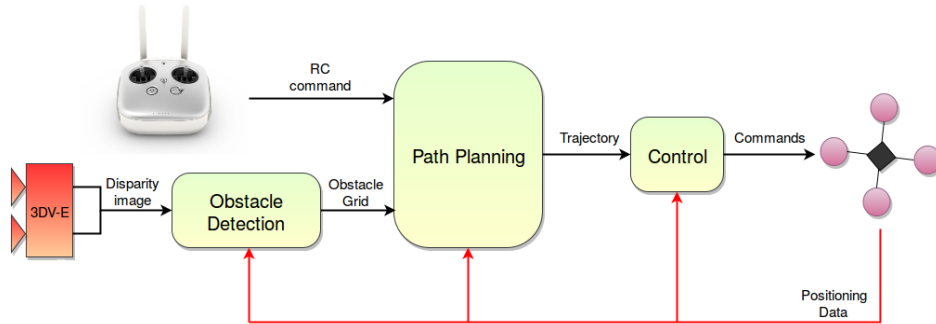 RC
command
3DV-E
Disparity
image
Obstacle
Detection
Obstacle
Grid
Path Planning
Trajectory
Control
Commands
Positioning
Data